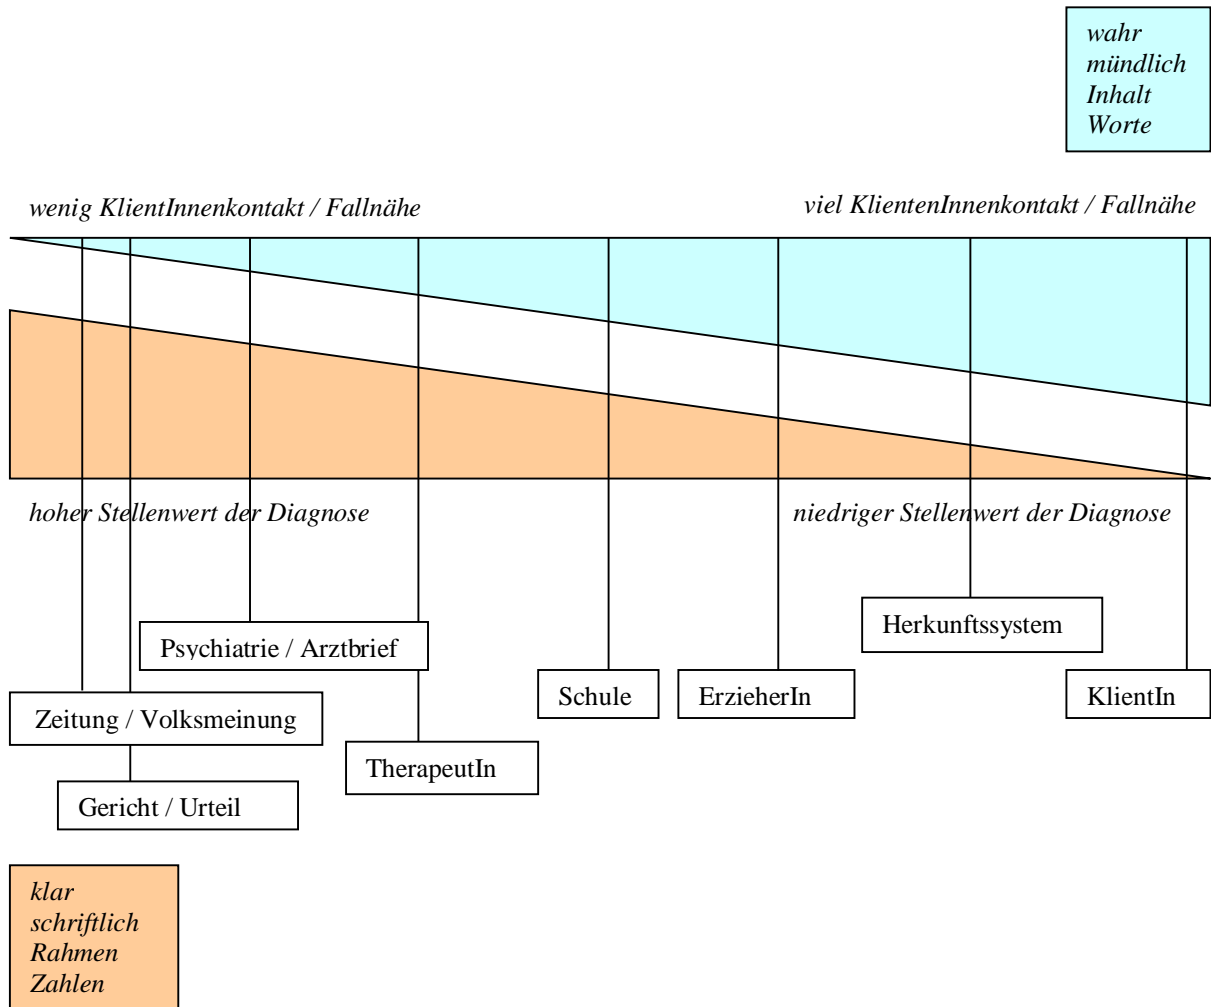 wahr
mündlich
Inhalt
Worte
wenig KlientInnenkontakt / Fallnähe
viel KlientenInnenkontakt / Fallnähe
hoher Stellenwert der Diagnose
niedriger Stellenwert der Diagnose
Psychiatrie / Arztbrief
Herkunftssystem
Zeitung / Volksmeinung
Schule
ErzieherIn
KlientIn
TherapeutIn
Gericht / Urteil
klar
schriftlich
Rahmen
Zahlen